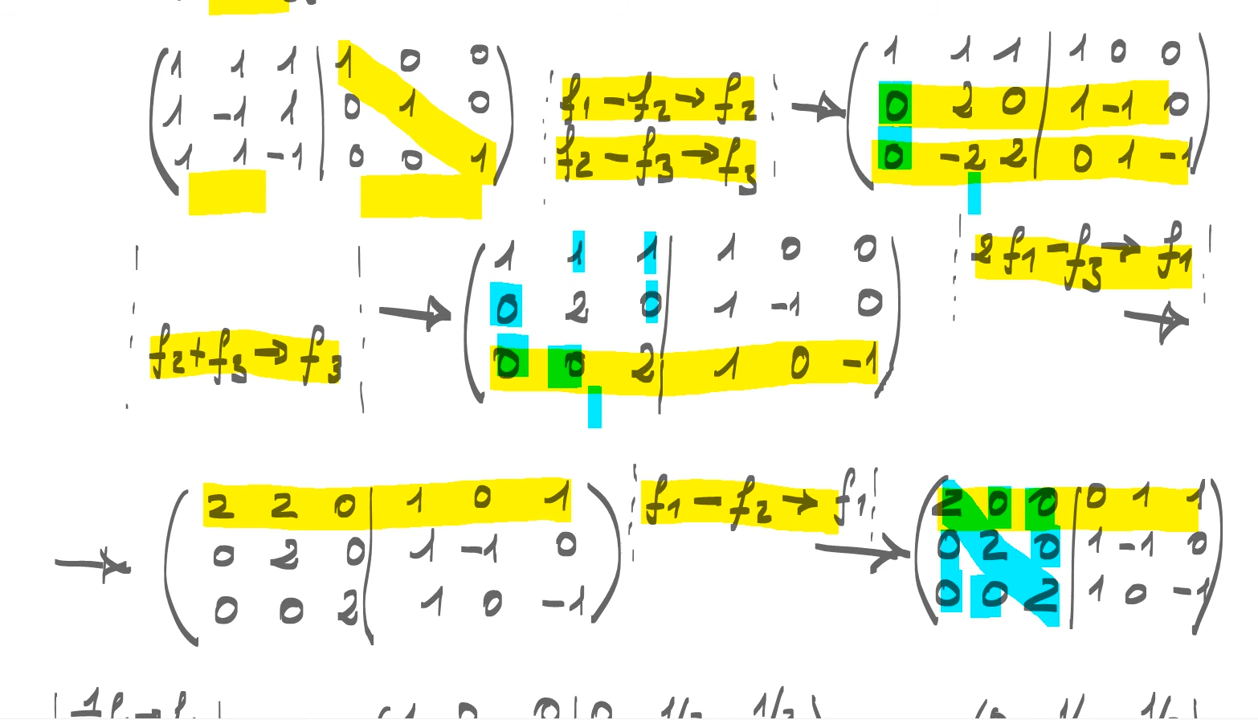 ( 1 1 1 | 1 0 0 ) f1 - f2 → f2 → ( 1 1 1 | 1 0 0 )
( 1 -1 1 | 0 1 0 ) f2 - f3 → f3 ( 0 2 0 | 1 -1 0 )
( 1 1 -1 | 0 0 1 ) ( 0 -2 2 | 0 1 -1 )
( 1 1 1 | 1 0 0 ) 2f1 - f3 → f1
→ ( 0 2 0 | 1 -1 0 ) →
f2 + f3 → f3 ( 0 0 2 | 1 0 -1 )
( 2 2 0 | 1 0 1 ) f1 - f2 → f1 ( 2 0 0 | 0 1 1 )
→ ( 0 2 0 | 1 -1 0 ) → ( 0 2 0 | 1 -1 0 )
( 0 0 2 | 1 0 -1 ) ( 0 0 2 | 1 0 -1 )